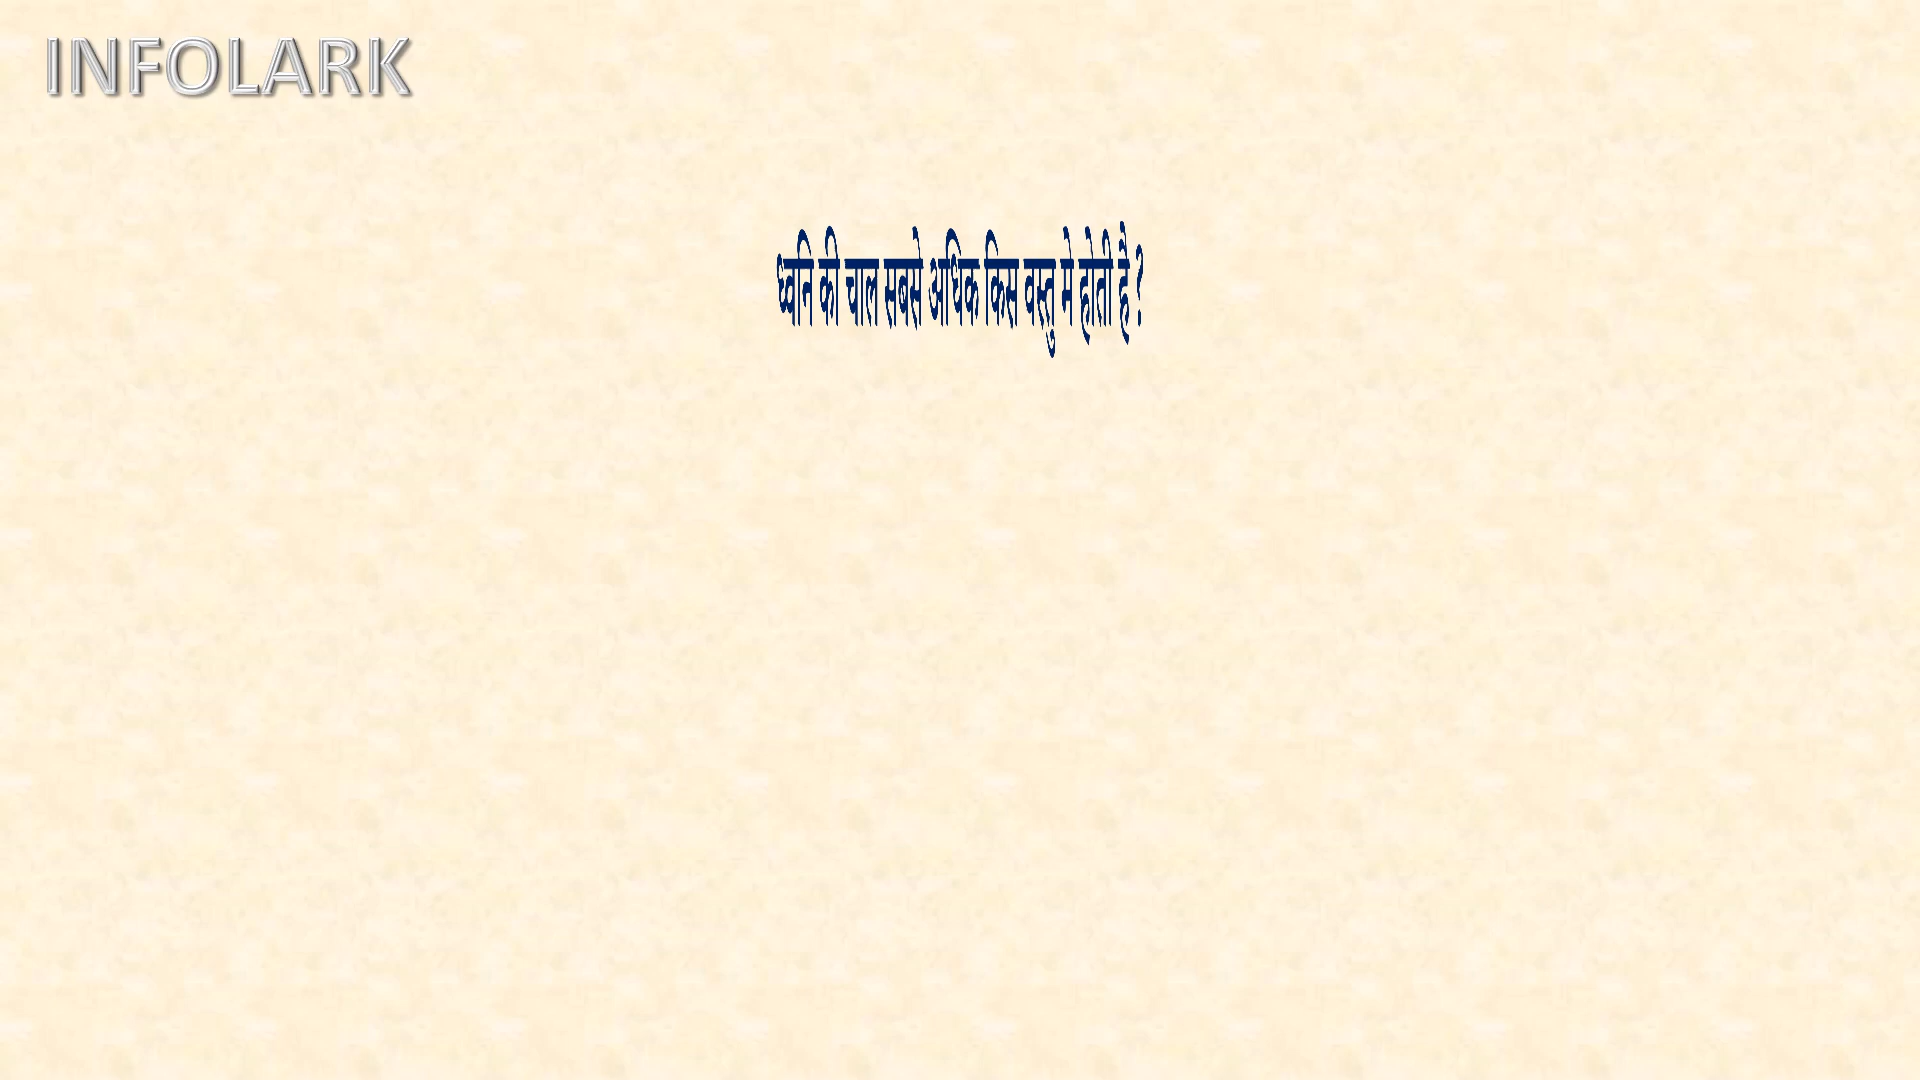 INFOLARK
ध्वनि की चाल सबसे अधिक किस वस्तु मे होती है ?